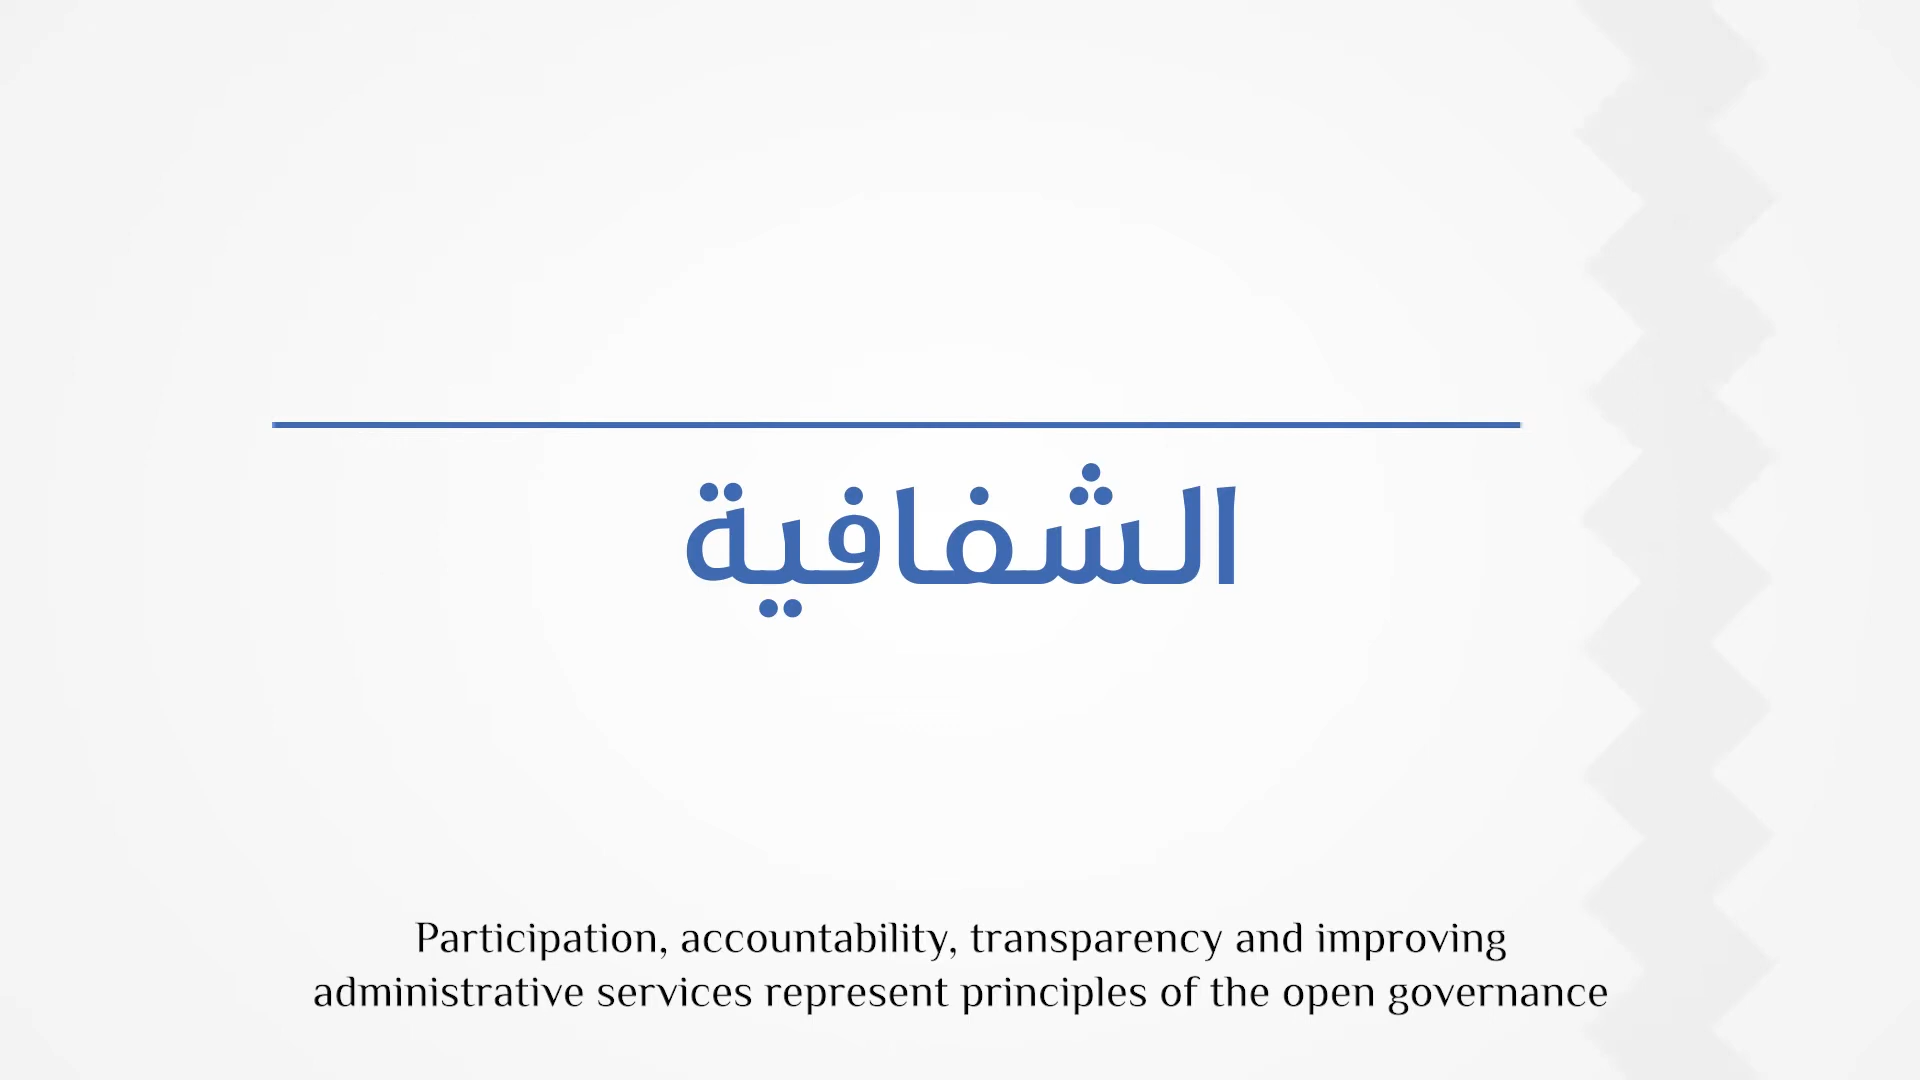 الشفافية
Participation, accountability, transparency and improving
administrative services represent principles of the open governance